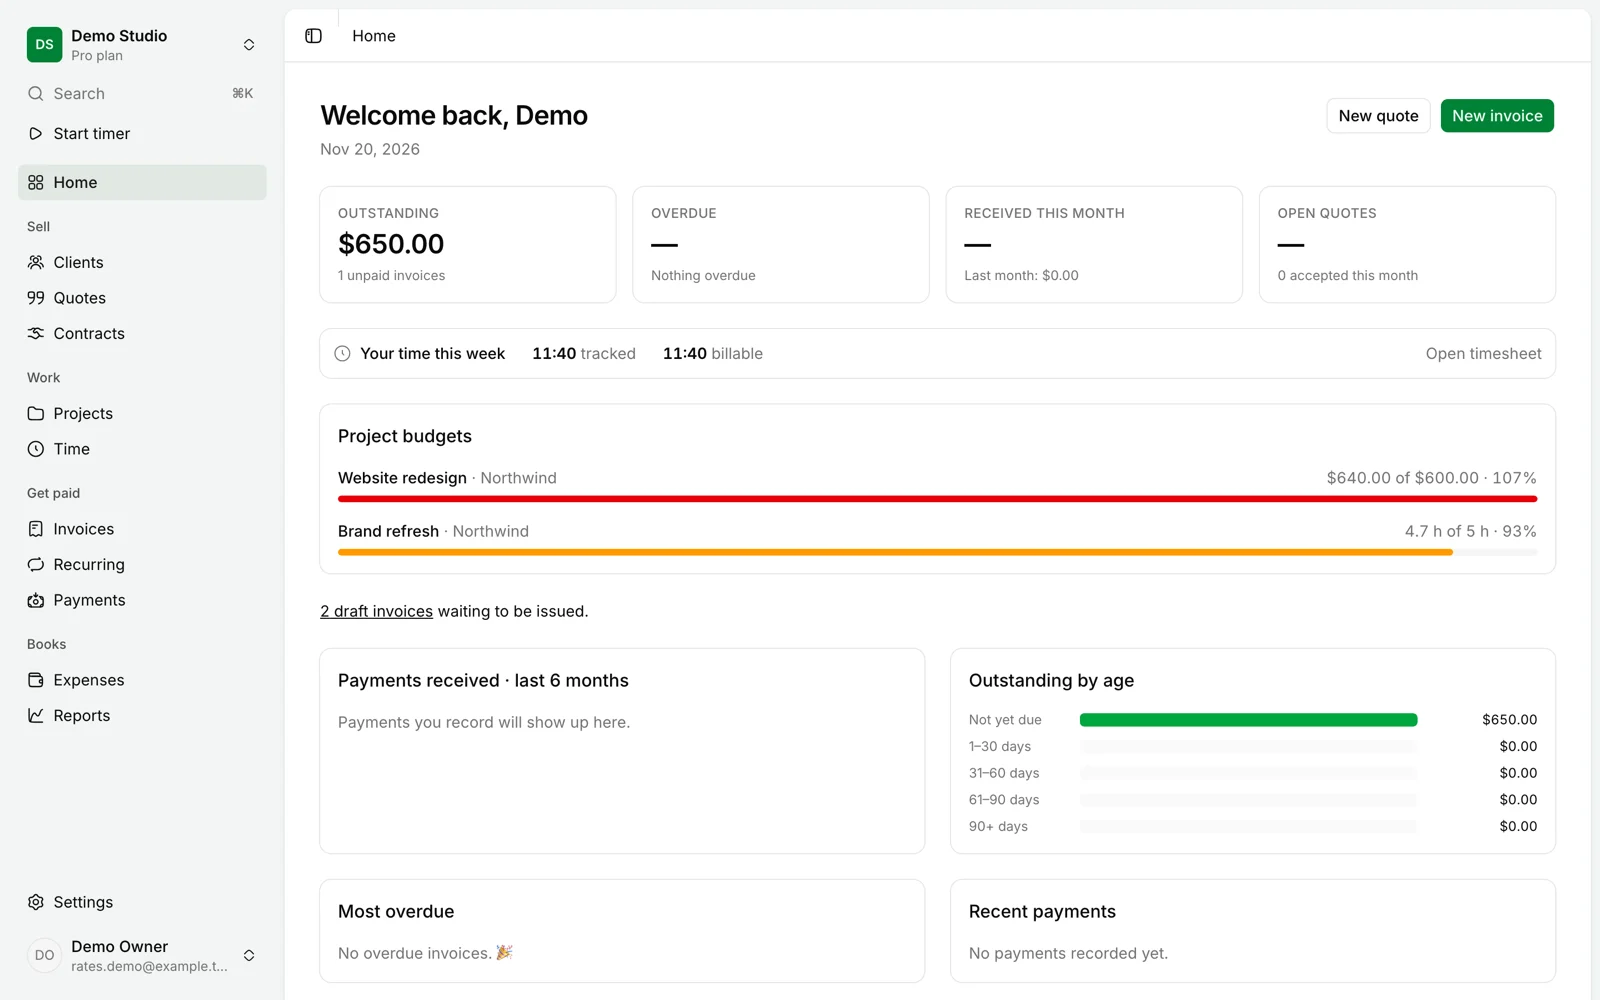 DS
Demo Studio
Pro plan
Search ⌘K
Start timer
Home
Sell
Clients
Quotes
Contracts
Work
Projects
Time
Get paid
Invoices
Recurring
Payments
Books
Expenses
Reports
Settings
DO
Demo Owner
rates.demo@example.t...
Home
Welcome back, Demo
Nov 20, 2026
New quote
New invoice
OUTSTANDING
$650.00
1 unpaid invoices
OVERDUE
—
Nothing overdue
RECEIVED THIS MONTH
—
Last month: $0.00
OPEN QUOTES
—
0 accepted this month
Your time this week 11:40 tracked 11:40 billable Open timesheet
Project budgets
Website redesign · Northwind $640.00 of $600.00 · 107%
Brand refresh · Northwind 4.7 h of 5 h · 93%
2 draft invoices waiting to be issued.
Payments received · last 6 months
Payments you record will show up here.
Outstanding by age
Not yet due $650.00
1–30 days $0.00
31–60 days $0.00
61–90 days $0.00
90+ days $0.00
Most overdue
No overdue invoices. 🎉
Recent payments
No payments recorded yet.